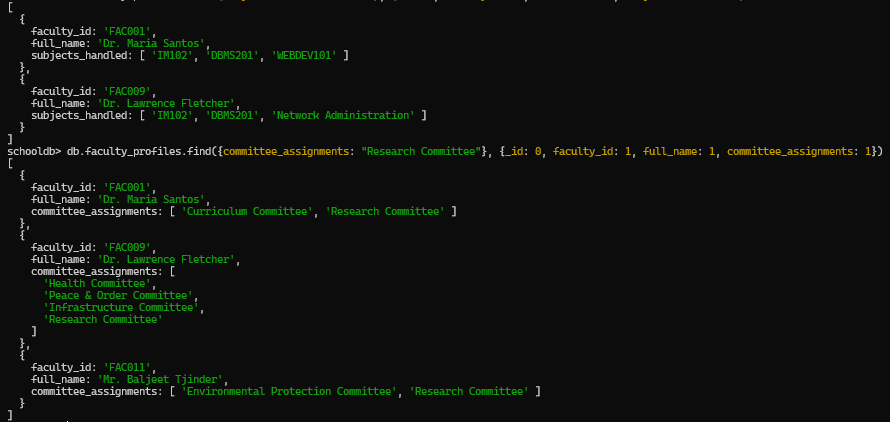 [
  {
    faculty_id: 'FAC001',
    full_name: 'Dr. Maria Santos',
    subjects_handled: [ 'IM102', 'DBMS201', 'WEBDEV101' ]
  },
  {
    faculty_id: 'FAC009',
    full_name: 'Dr. Lawrence Fletcher',
    subjects_handled: [ 'IM102', 'DBMS201', 'Network Administration' ]
  }
]
schooldb> db.faculty_profiles.find({committee_assignments: "Research Committee"}, {_id: 0, faculty_id: 1, full_name: 1, committee_assignments: 1})
[
  {
    faculty_id: 'FAC001',
    full_name: 'Dr. Maria Santos',
    committee_assignments: [ 'Curriculum Committee', 'Research Committee' ]
  },
  {
    faculty_id: 'FAC009',
    full_name: 'Dr. Lawrence Fletcher',
    committee_assignments: [
      'Health Committee',
      'Peace & Order Committee',
      'Infrastructure Committee',
      'Research Committee'
    ]
  },
  {
    faculty_id: 'FAC011',
    full_name: 'Mr. Baljeet Tjinder',
    committee_assignments: [ 'Environmental Protection Committee', 'Research Committee' ]
  }
]